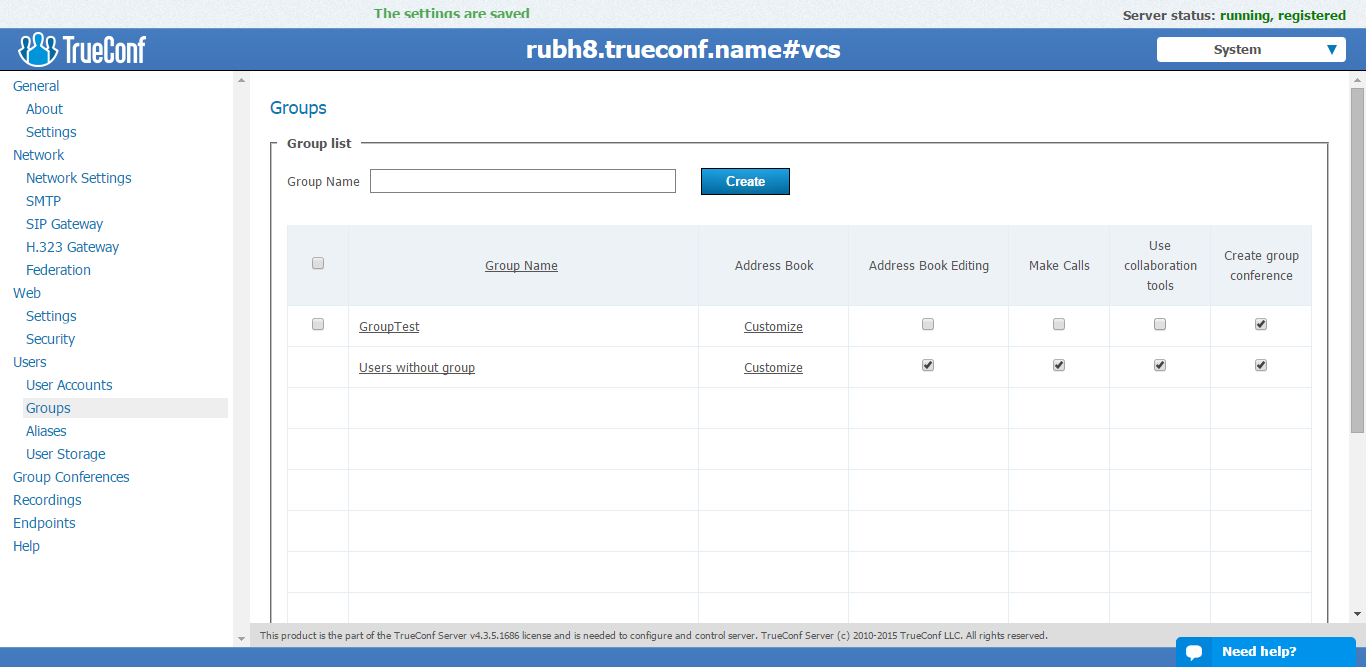 The settings are saved
Server status: running, registered
TrueConf
rubh8.trueconf.name#vcs
System
General
About
Settings
Network
Network Settings
SMTP
SIP Gateway
H.323 Gateway
Federation
Web
Settings
Security
Users
User Accounts
Groups
Aliases
User Storage
Group Conferences
Recordings
Endpoints
Help
Groups
Group list
Group Name
Create
Group Name
Address Book
Address Book Editing
Make Calls
Use
collaboration
tools
Create group
conference
GroupTest
Customize
Users without group
Customize
This product is the part of the TrueConf Server v4.3.5.1686 license and is needed to configure and control server. TrueConf Server (c) 2010-2015 TrueConf LLC. All rights reserved.
Need help?